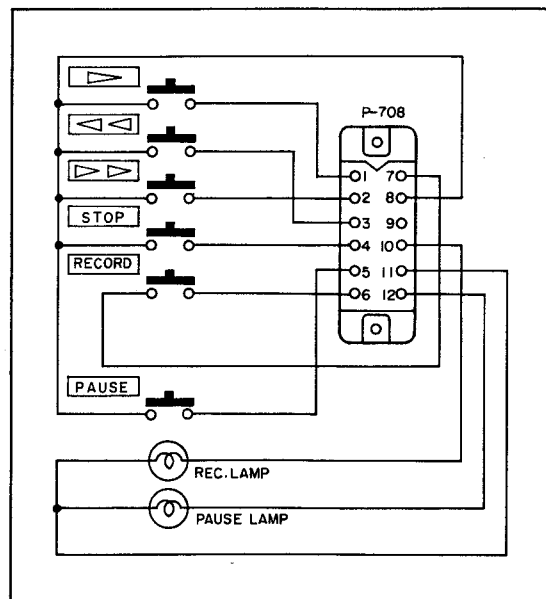 P-708
1 7
2 8
3 9
4 10
5 11
6 12
STOP
RECORD
PAUSE
REC. LAMP
PAUSE LAMP